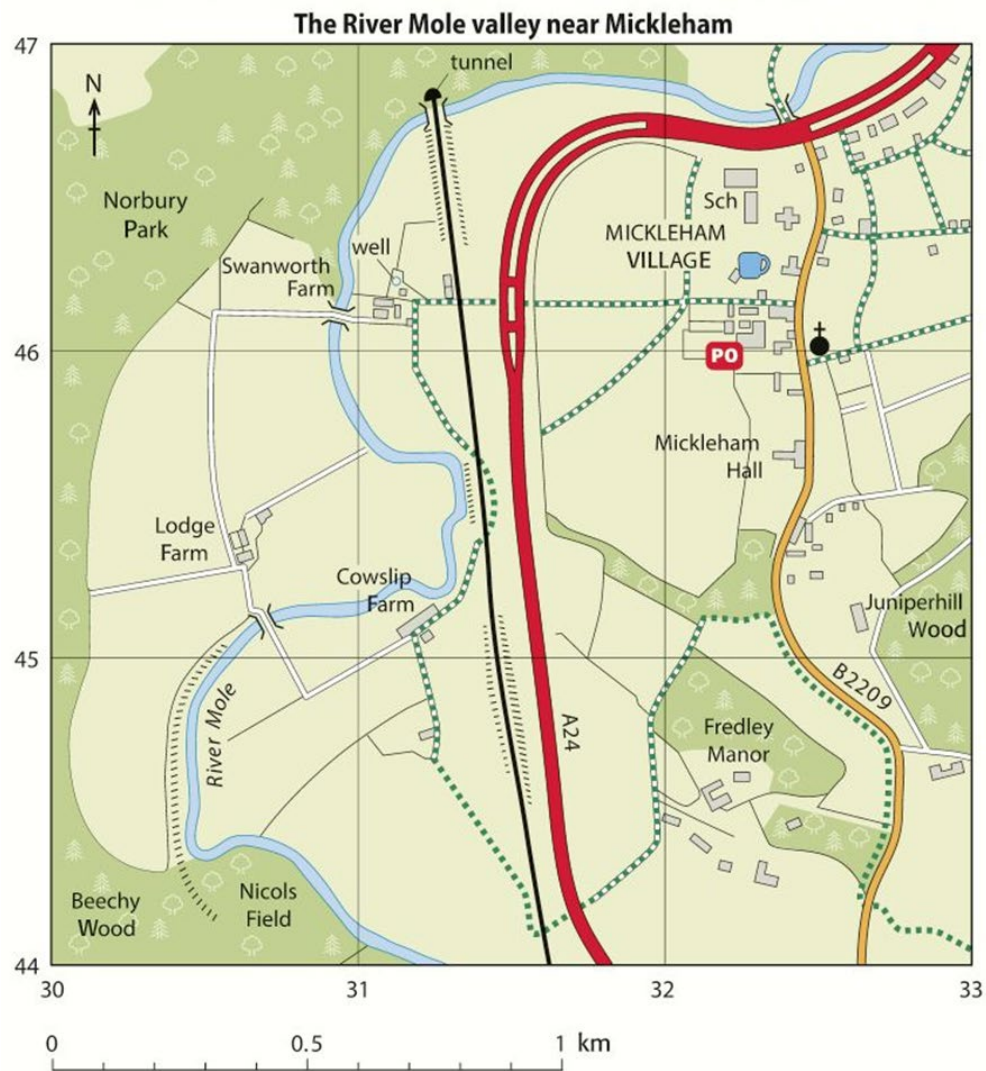 The River Mole valley near Mickleham
47
N
tunnel
Norbury
Park
Sch
MICKLEHAM
VILLAGE
well
Swanworth
Farm
46
PO
Mickleham
Hall
Lodge
Farm
Cowslip
Farm
Juniperhill
Wood
45
B2209
River Mole
A24
Fredley
Manor
Beechy
Wood
Nicols
Field
44
30
31
32
33
0
0.5
1 km